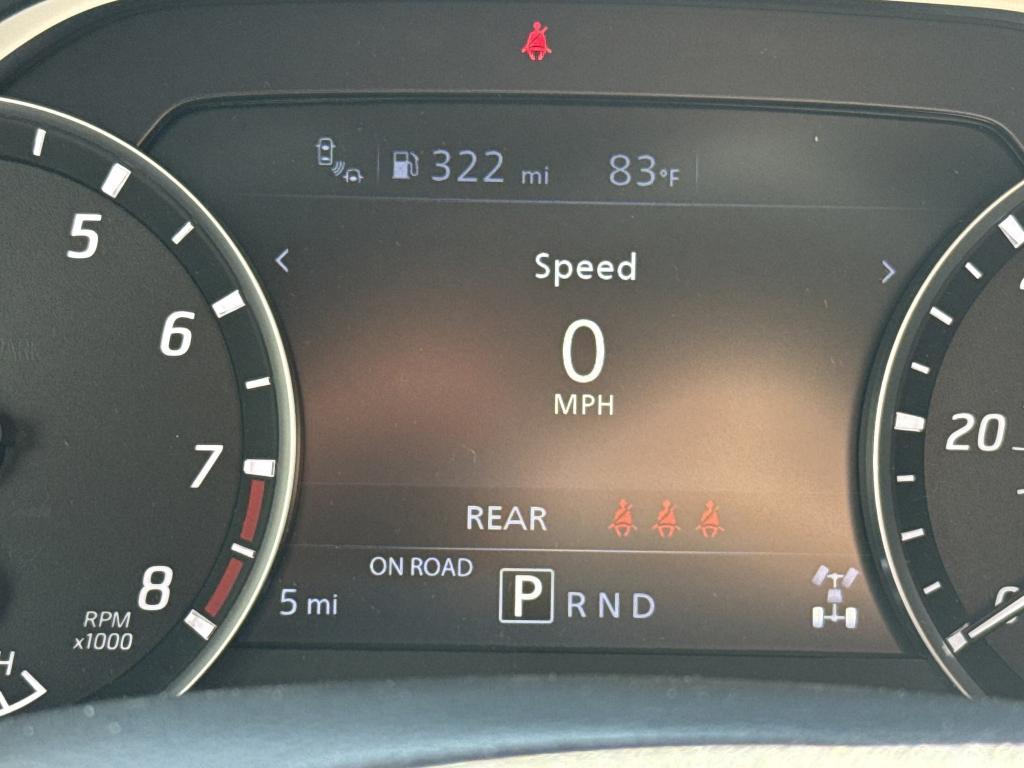 322 mi 83°F
Speed
0
MPH
REAR
ON ROAD
5 mi
P R N D
5
6
7
8
RPM
x1000
H
20